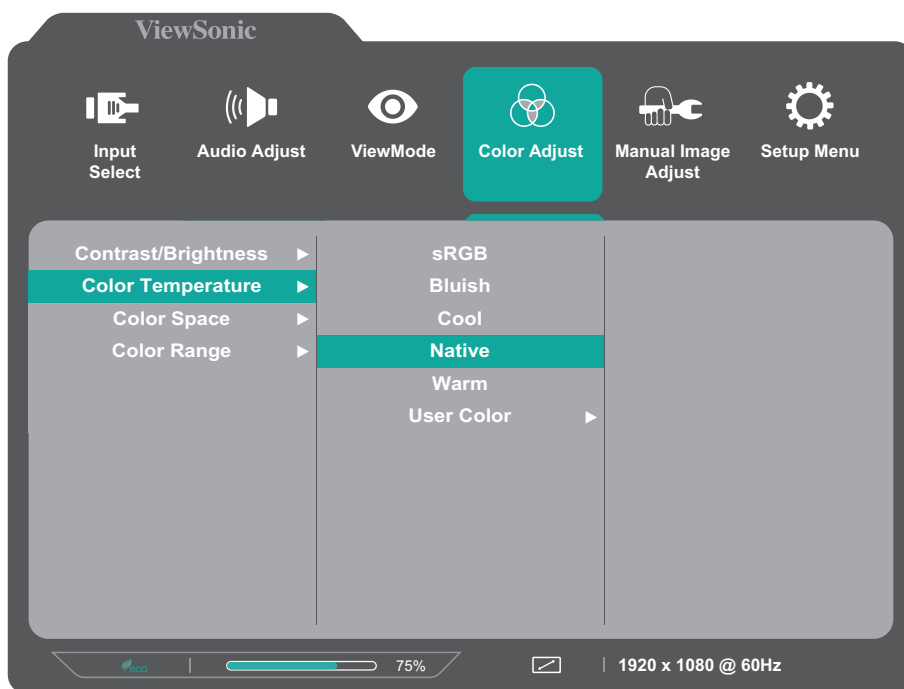 ViewSonic
Input Select
Audio Adjust
ViewMode
Color Adjust
Manual Image Adjust
Setup Menu
Contrast/Brightness
Color Temperature
Color Space
Color Range
sRGB
Bluish
Cool
Native
Warm
User Color
eco
75%
1920 x 1080 @ 60Hz